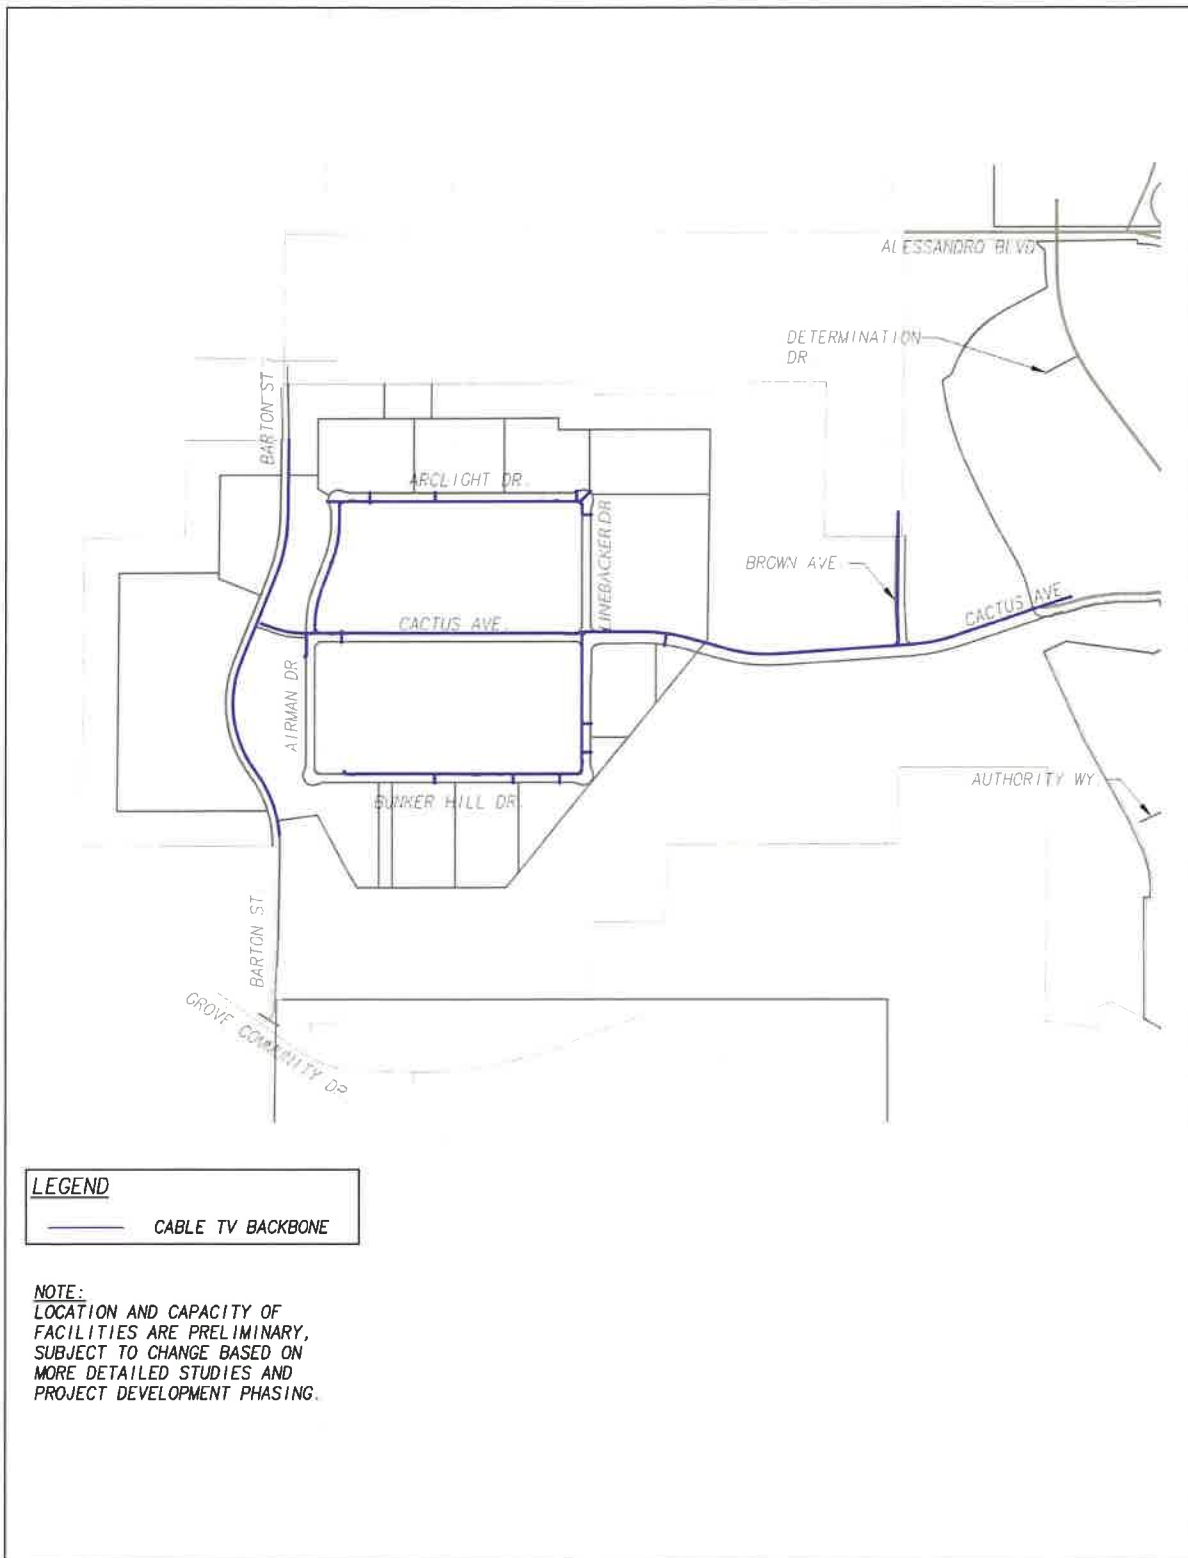 ALESSANDRO BLVD
DETERMINATION
DR
BARTON ST
ARCLIGHT DR.
LINEBACKER DR
BROWN AVE.
CACTUS AVE.
CACTUS AVE
AIRMAN DR
AUTHORITY WY.
BUNKER HILL DR.
BARTON ST
GROVE COMMUNITY DR
LEGEND
CABLE TV BACKBONE
NOTE:
LOCATION AND CAPACITY OF
FACILITIES ARE PRELIMINARY,
SUBJECT TO CHANGE BASED ON
MORE DETAILED STUDIES AND
PROJECT DEVELOPMENT PHASING.